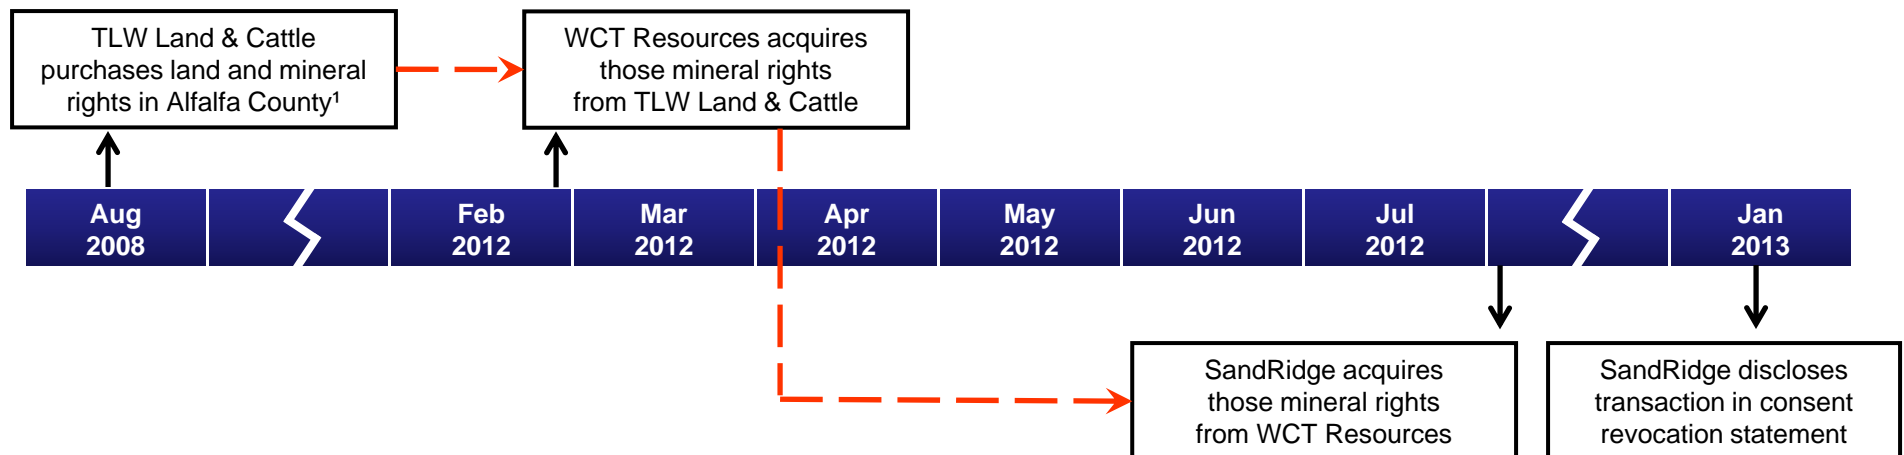 TLW Land & Cattle
purchases land and mineral
rights in Alfalfa County¹
WCT Resources acquires
those mineral rights
from TLW Land & Cattle
Aug
2008
Feb
2012
Mar
2012
Apr
2012
May
2012
Jun
2012
Jul
2012
Jan
2013
SandRidge acquires
those mineral rights
from WCT Resources
SandRidge discloses
transaction in consent
revocation statement